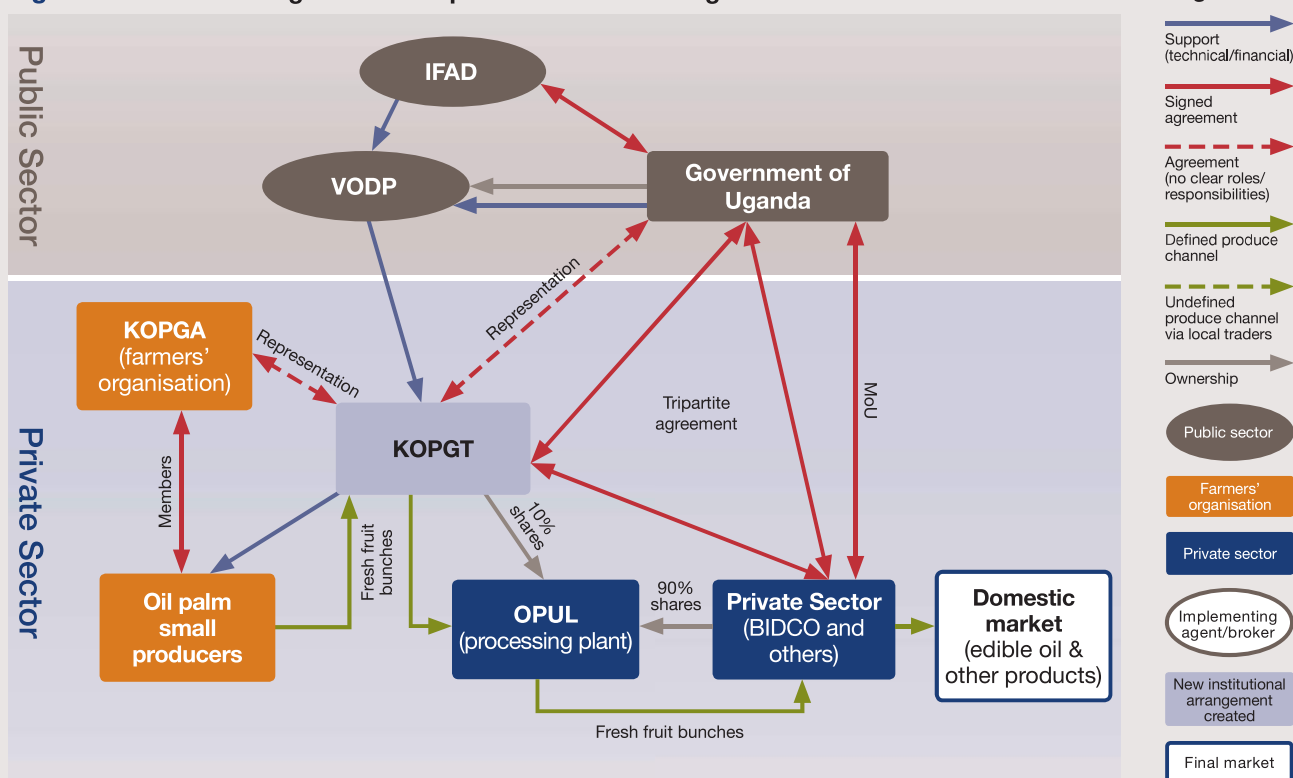 Public Sector
IFAD
VODP
Government of
Uganda
Representation
KOPGA
(farmers'
organisation)
Representation
Private Sector
KOPGT
Tripartite
agreement
MoU
Members
Fresh fruit
bunches
10%
shares
Oil palm
small
producers
OPUL
(processing plant)
90%
shares
Private Sector
(BIDCO and
others)
Domestic
market
(edible oil &
other products)
Fresh fruit bunches
Support
(technical/financial)
Signed
agreement
Agreement
(no clear roles/
responsibilities)
Defined produce
channel
Undefined
produce channel
via local traders
Ownership
Public sector
Farmers'
organisation
Private sector
Implementing
agent/broker
New institutional
arrangement
created
Final market